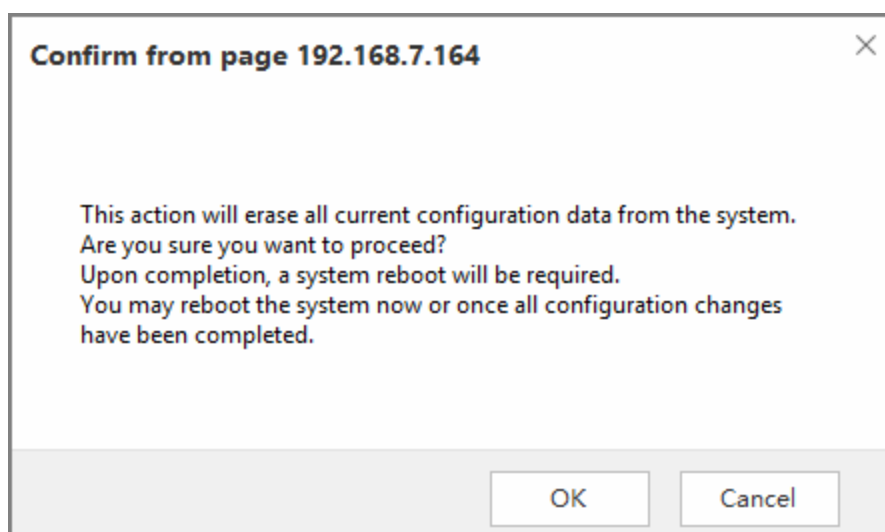 Confirm from page 192.168.7.164
This action will erase all current configuration data from the system.
Are you sure you want to proceed?
Upon completion, a system reboot will be required.
You may reboot the system now or once all configuration changes
have been completed.
OK Cancel